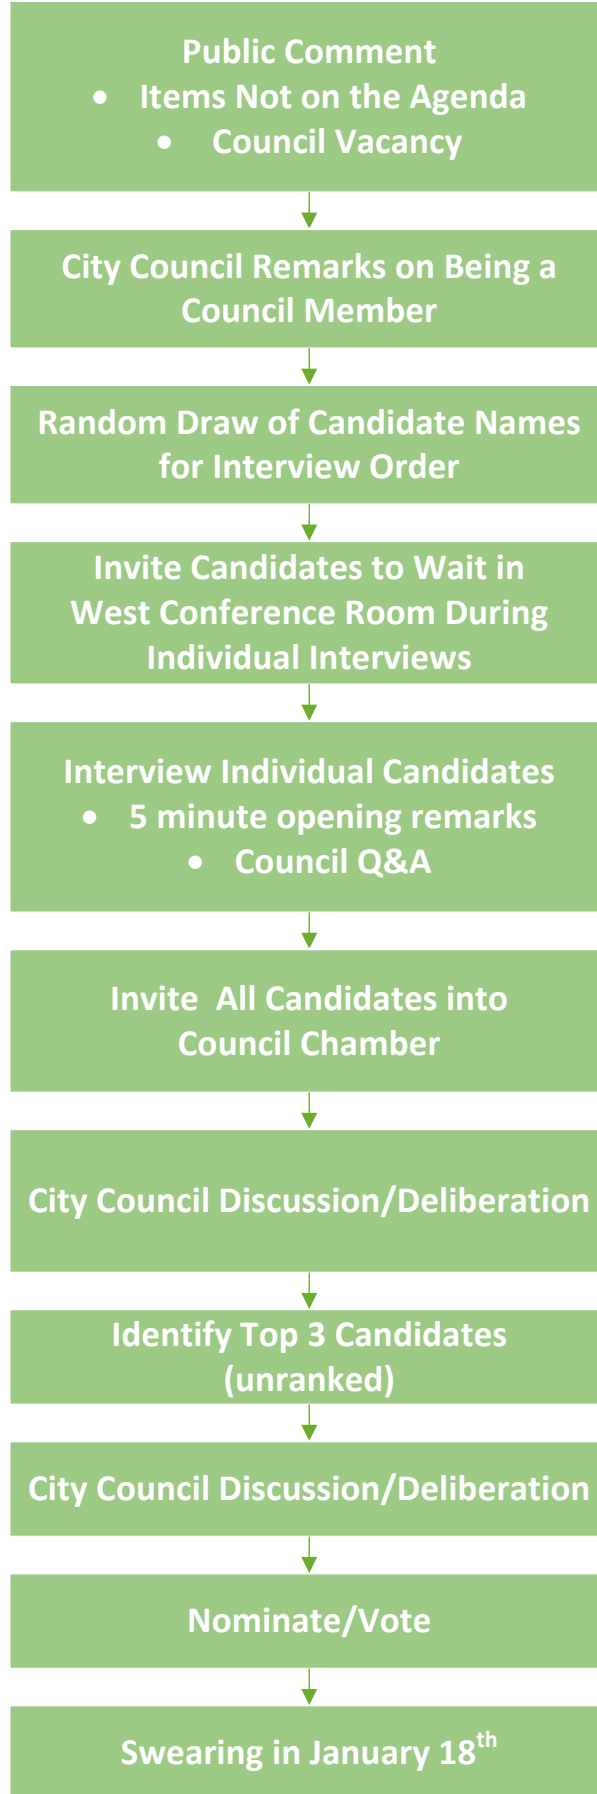 Public Comment
• Items Not on the Agenda
• Council Vacancy
City Council Remarks on Being a
Council Member
Random Draw of Candidate Names
for Interview Order
Invite Candidates to Wait in
West Conference Room During
Individual Interviews
Interview Individual Candidates
• 5 minute opening remarks
• Council Q&A
Invite  All Candidates into
Council Chamber
City Council Discussion/Deliberation
Identify Top 3 Candidates
(unranked)
City Council Discussion/Deliberation
Nominate/Vote
Swearing in January 18th